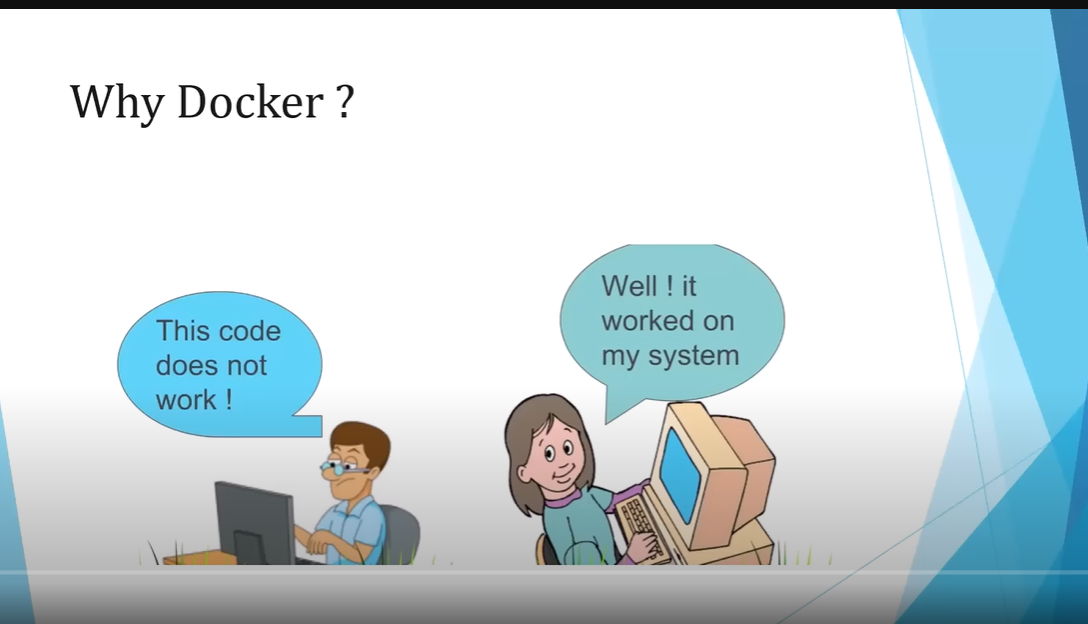 Why Docker ?
This code
does not
work !
Well ! it
worked on
my system